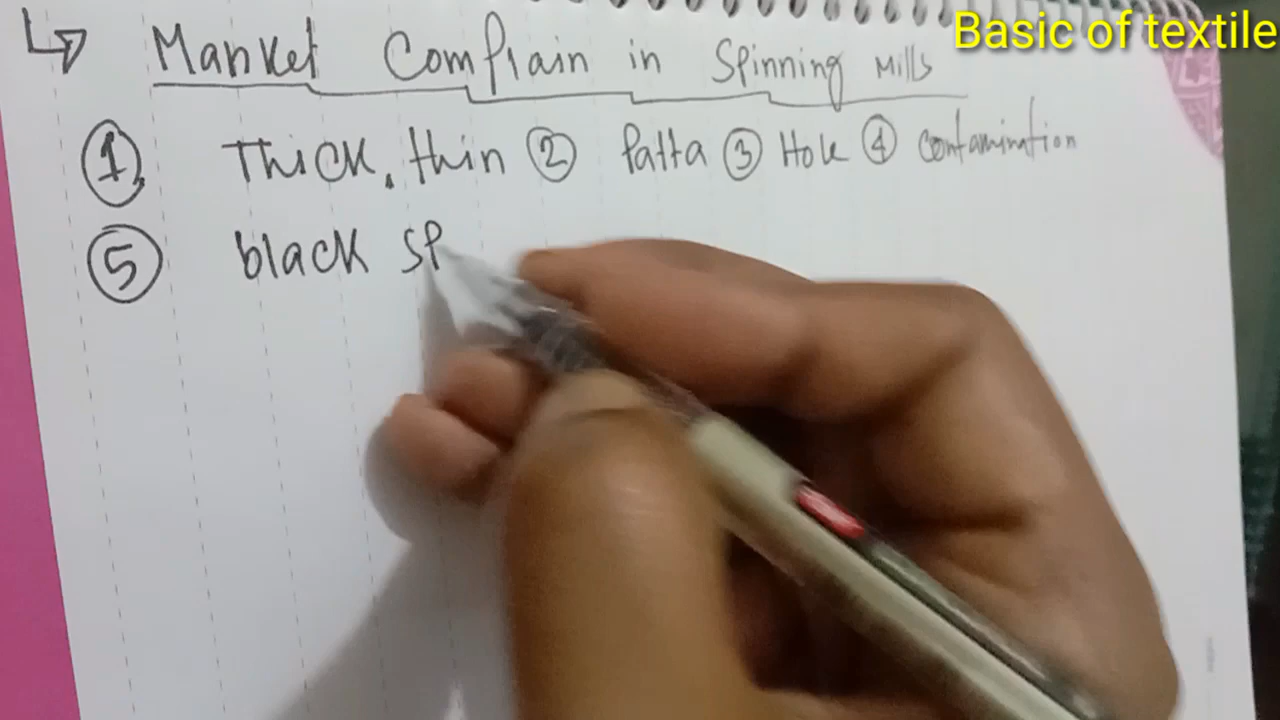 Basic of textile
↳ Market Complain in Spinning Mills
① Thick, thin ② Patta ③ Hole ④ Contamination
⑤ black sp